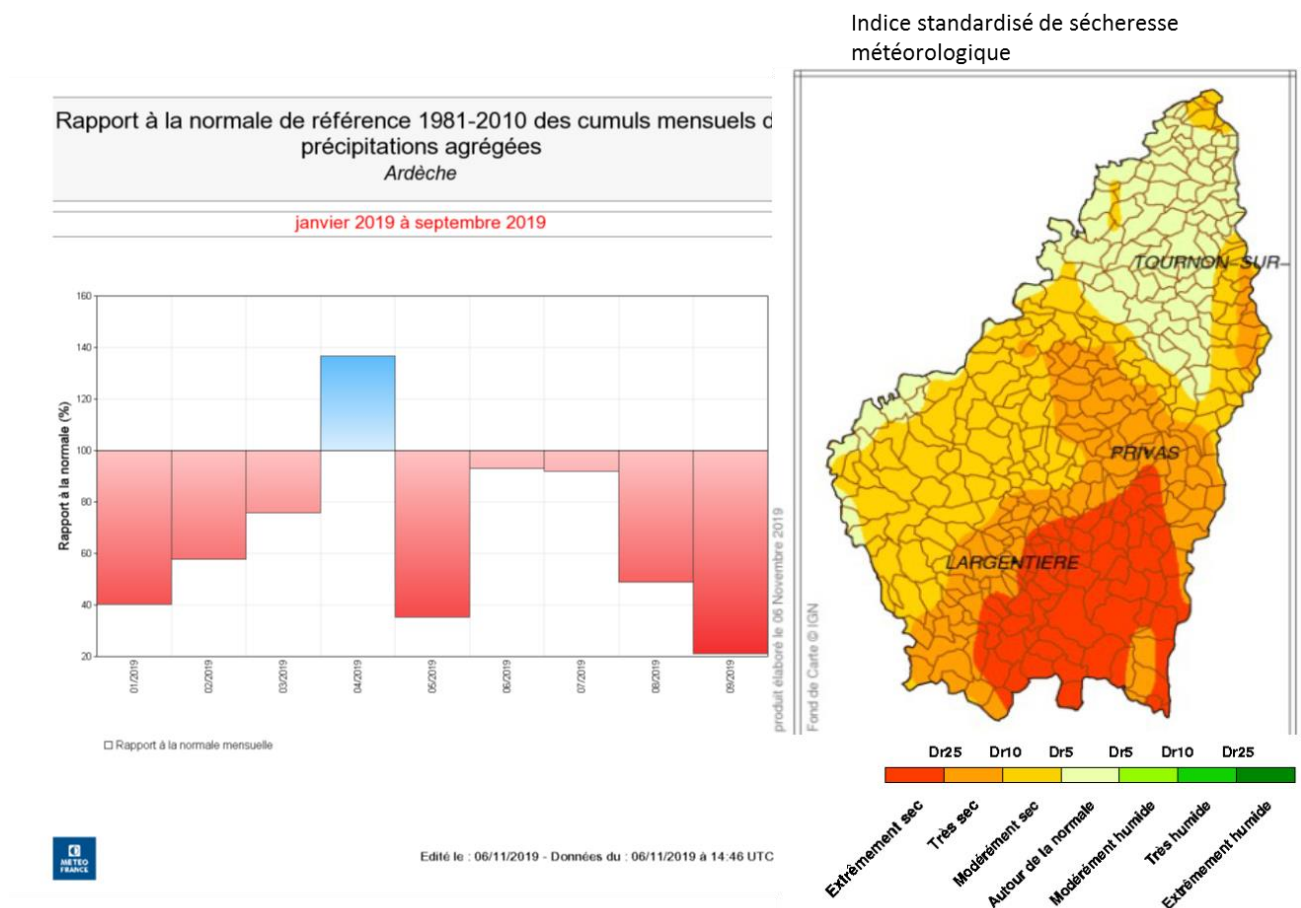 Indice standardisé de sécheresse
météorologique
Rapport à la normale de référence 1981-2010 des cumuls mensuels d
précipitations agrégées
Ardèche
janvier 2019 à septembre 2019
Rapport à la normale (%)
160
140
120
100
80
60
40
20
01/2019
02/2019
03/2019
04/2019
05/2019
06/2019
07/2019
08/2019
09/2019
Rapport à la normale mensuelle
METEO
FRANCE
Edité le : 06/11/2019 - Données du : 06/11/2019 à 14:46 UTC
produit élaboré le 06 Novembre 2019
Fond de Carte © IGN
TOURNON-SUR-
PRIVAS
LARGENTIERE
Dr25 Dr10 Dr5 Dr5 Dr10 Dr25
Extrêmement sec
Très sec
Modérément sec
Autour de la normale
Modérément humide
Très humide
Extrêmement humide